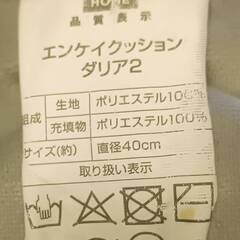 HOME
品質表示
エンケイクッション
ダリア2
組成 生地 ポリエステル100%
充填物 ポリエステル100%
サイズ(約) 直径40cm
取り扱い表示